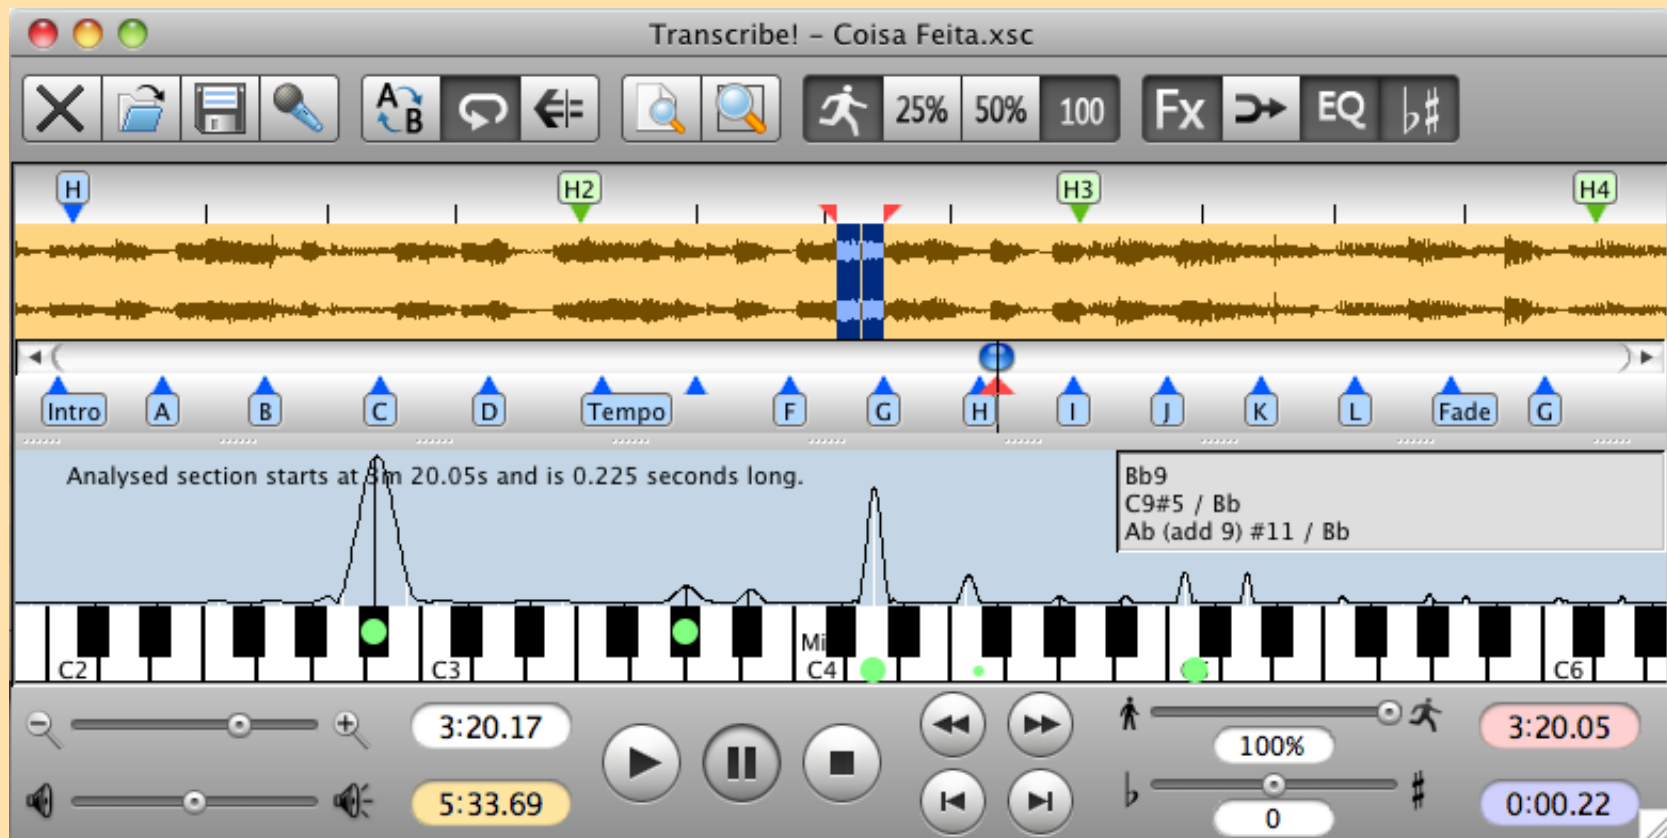 Transcribe! – Coisa Feita.xsc
A B 25% 50% 100 Fx EQ ♭♯
H H2 H3 H4
Intro A B C D Tempo F G H I J K L Fade G
Analysed section starts at 3m 20.05s and is 0.225 seconds long.
Bb9
C9#5 / Bb
Ab (add 9) #11 / Bb
Mi
C2 C3 C4 C6
3:20.17 100% 3:20.05
5:33.69 ♭ 0 ♯ 0:00.22